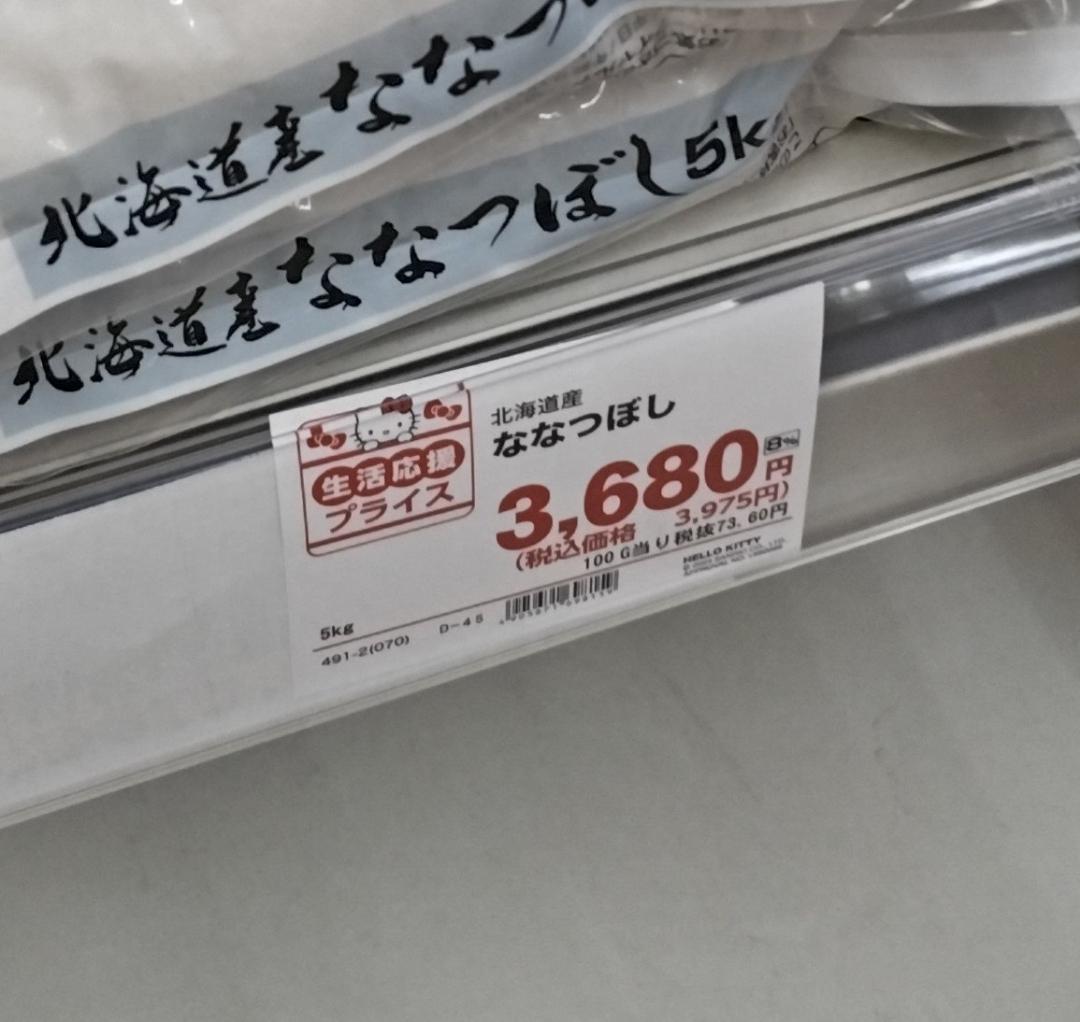 北海道産ななつ
北海道産ななつぼし5k
生活応援
プライス
北海道産
ななつぼし
3,680円
8%
(税込価格 3,975円)
100G当り税抜73.60円
HELLO KITTY
5kg
491-2(070) D-45